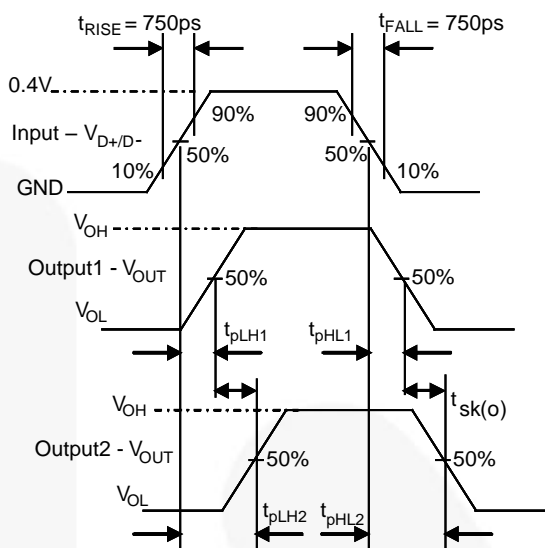 tRISE = 750ps
tFALL = 750ps
0.4V
90%
90%
Input – VD+/D-
50%
50%
10%
10%
GND
VOH
Output1 - VOUT
50%
50%
VOL
tpLH1
tpHL1
VOH
tsk(o)
Output2 - VOUT
50%
50%
VOL
tpLH2
tpHL2